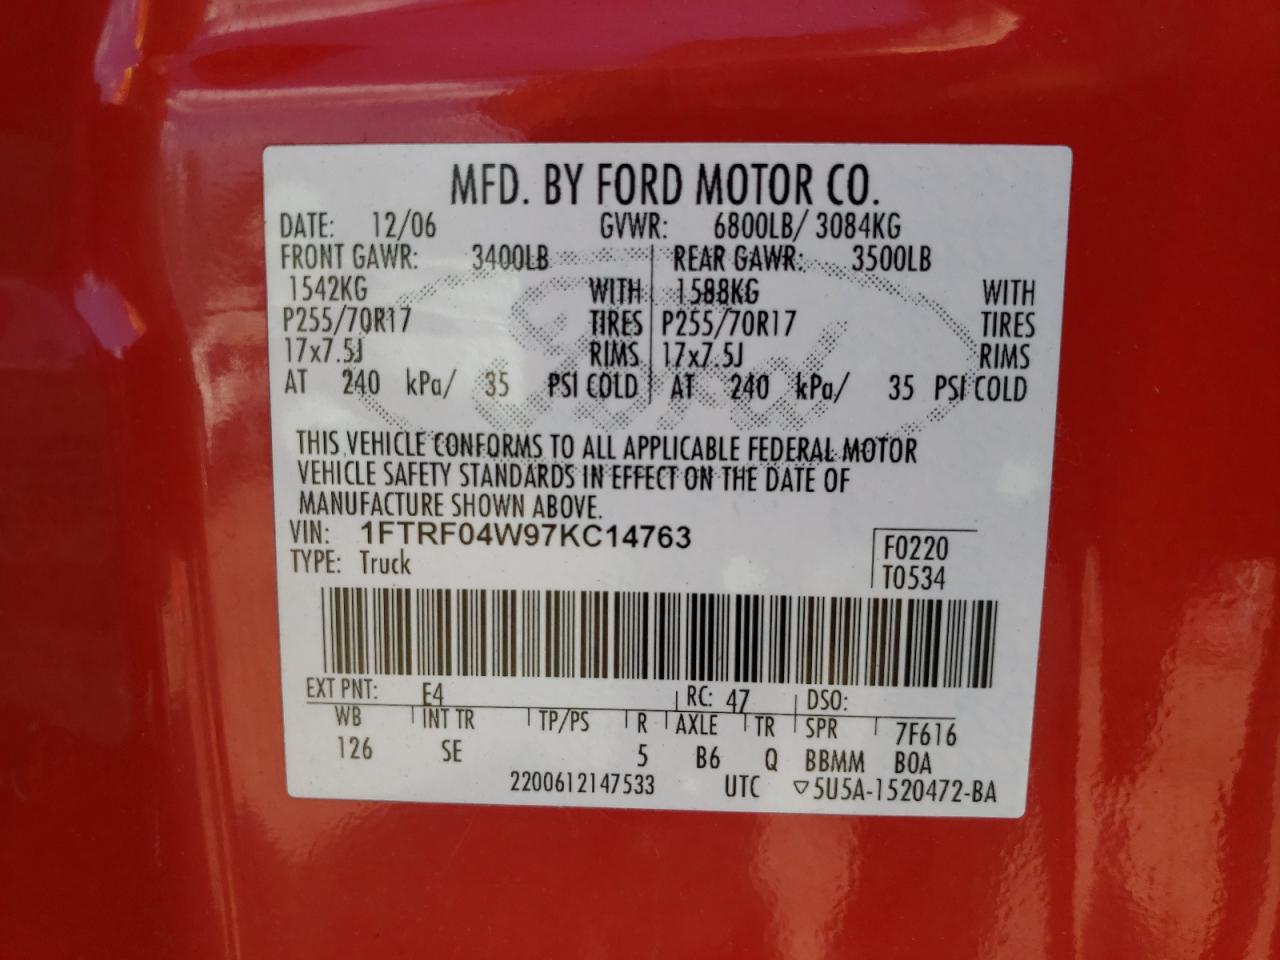 MFD. BY FORD MOTOR CO.
DATE: 12/06 GVWR: 6800LB/ 3084KG
FRONT GAWR: 3400LB REAR GAWR: 3500LB
1542KG WITH 1588KG WITH
P255/70R17 TIRES P255/70R17 TIRES
17x7.5J RIMS 17x7.5J RIMS
AT 240 kPa/ 35 PSI COLD AT 240 kPa/ 35 PSI COLD
Ford
THIS VEHICLE CONFORMS TO ALL APPLICABLE FEDERAL MOTOR
VEHICLE SAFETY STANDARDS IN EFFECT ON THE DATE OF
MANUFACTURE SHOWN ABOVE.
VIN: 1FTRF04W97KC14763
TYPE: Truck
F0220
T0534
EXT PNT: E4 RC: 47 DSO:
WB INT TR TP/PS R AXLE TR SPR 7F616
126 SE 5 B6 Q BBMM BOA
2200612147533 UTC ▽5U5A-1520472-BA